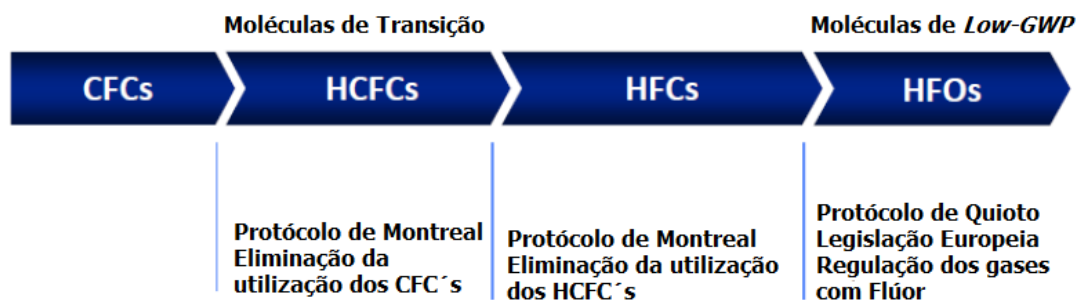 Moléculas de Transição
Moléculas de Low-GWP
CFCs
HCFCs
HFCs
HFOs
Protócolo de Montreal
Eliminação da
utilização dos CFC´s
Protócolo de Montreal
Eliminação da utilização
dos HCFC´s
Protócolo de Quioto
Legislação Europeia
Regulação dos gases
com Flúor